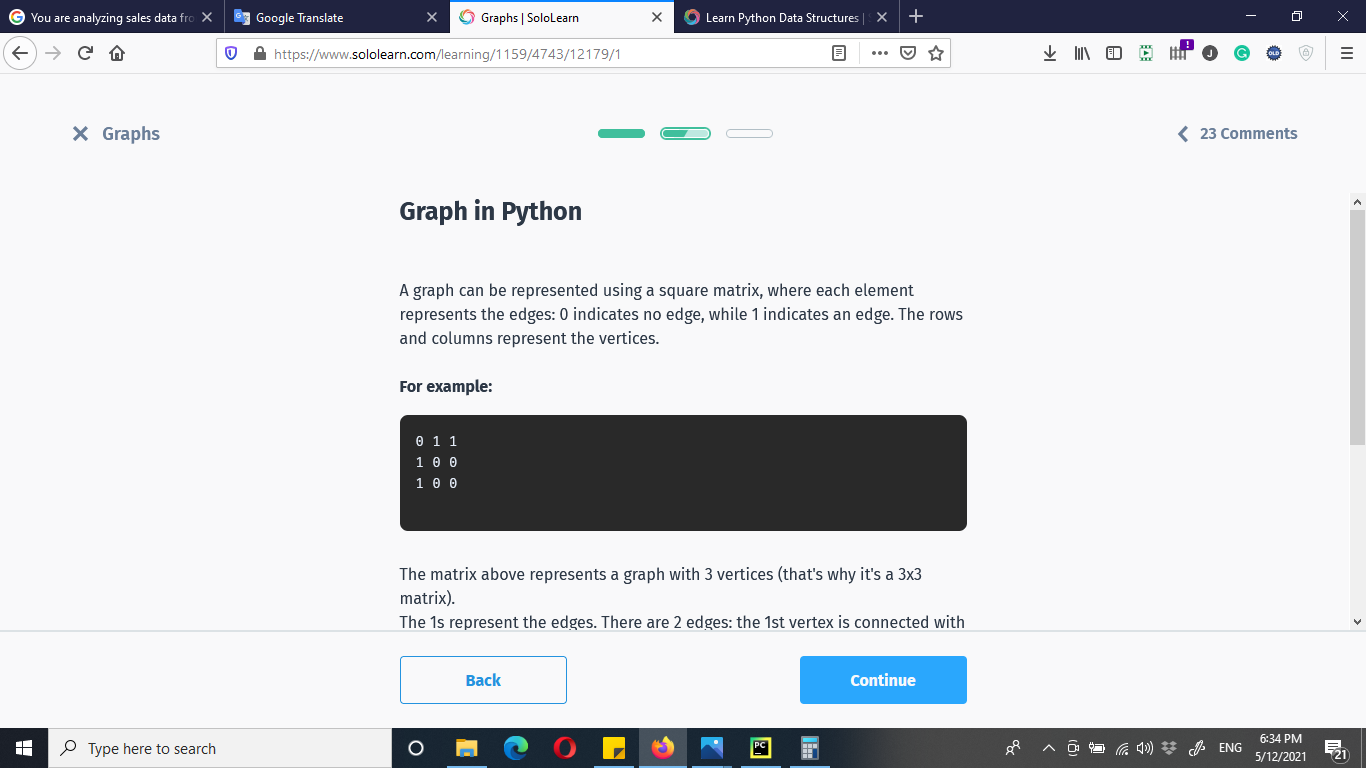 You are analyzing sales data fro
Google Translate
Graphs | SoloLearn
Learn Python Data Structures |
https://www.sololearn.com/learning/1159/4743/12179/1
Graphs
23 Comments
Graph in Python
A graph can be represented using a square matrix, where each element
represents the edges: 0 indicates no edge, while 1 indicates an edge. The rows
and columns represent the vertices.
For example:
0 1 1
1 0 0
1 0 0
The matrix above represents a graph with 3 vertices (that's why it's a 3x3
matrix).
The 1s represent the edges. There are 2 edges: the 1st vertex is connected with
Back
Continue
Type here to search
PC
ENG
6:34 PM
5/12/2021
21